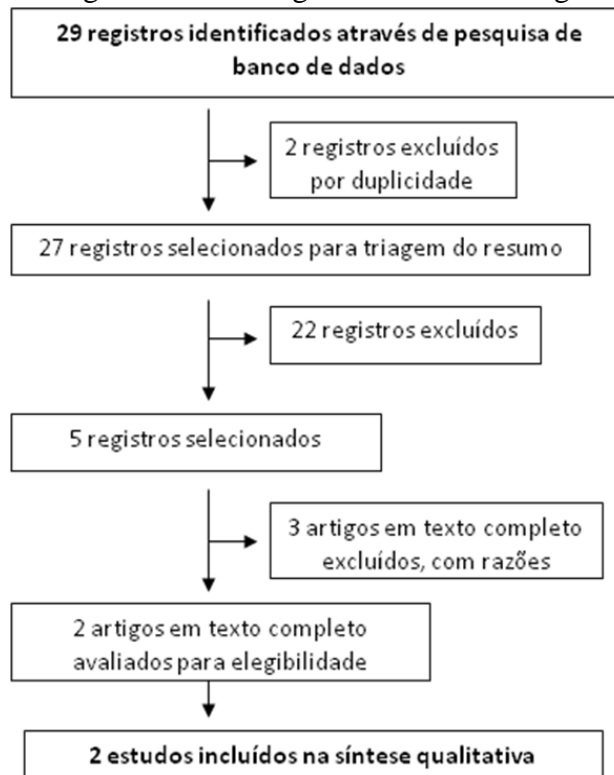 29 registros identificados através de pesquisa de
banco de dados
2 registros excluídos
por duplicidade
27 registros selecionados para triagem do resumo
22 registros excluídos
5 registros selecionados
3 artigos em texto completo
excluídos, com razões
2 artigos em texto completo
avaliados para elegibilidade
2 estudos incluídos na síntese qualitativa